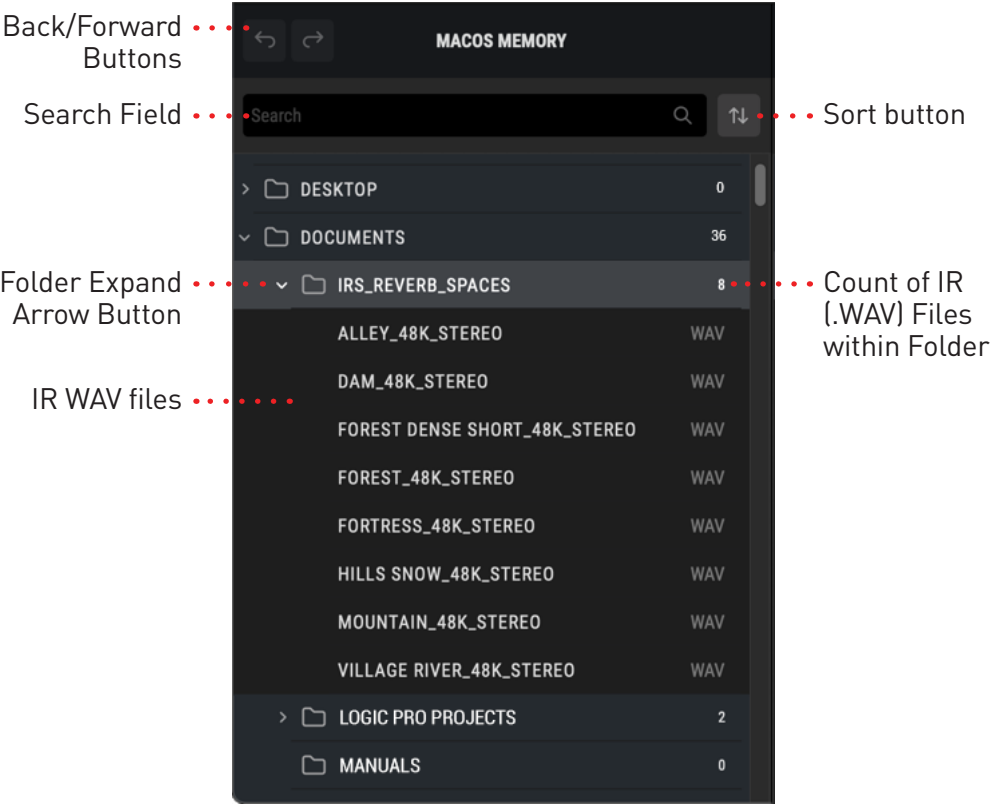 Back/Forward
Buttons
MACOS MEMORY
Search Field
Search
Sort button
DESKTOP 0
DOCUMENTS 36
Folder Expand
Arrow Button
IRS_REVERB_SPACES 8
Count of IR
(.WAV) Files
within Folder
ALLEY_48K_STEREO WAV
DAM_48K_STEREO WAV
IR WAV files
FOREST DENSE SHORT_48K_STEREO WAV
FOREST_48K_STEREO WAV
FORTRESS_48K_STEREO WAV
HILLS SNOW_48K_STEREO WAV
MOUNTAIN_48K_STEREO WAV
VILLAGE RIVER_48K_STEREO WAV
LOGIC PRO PROJECTS 2
MANUALS 0